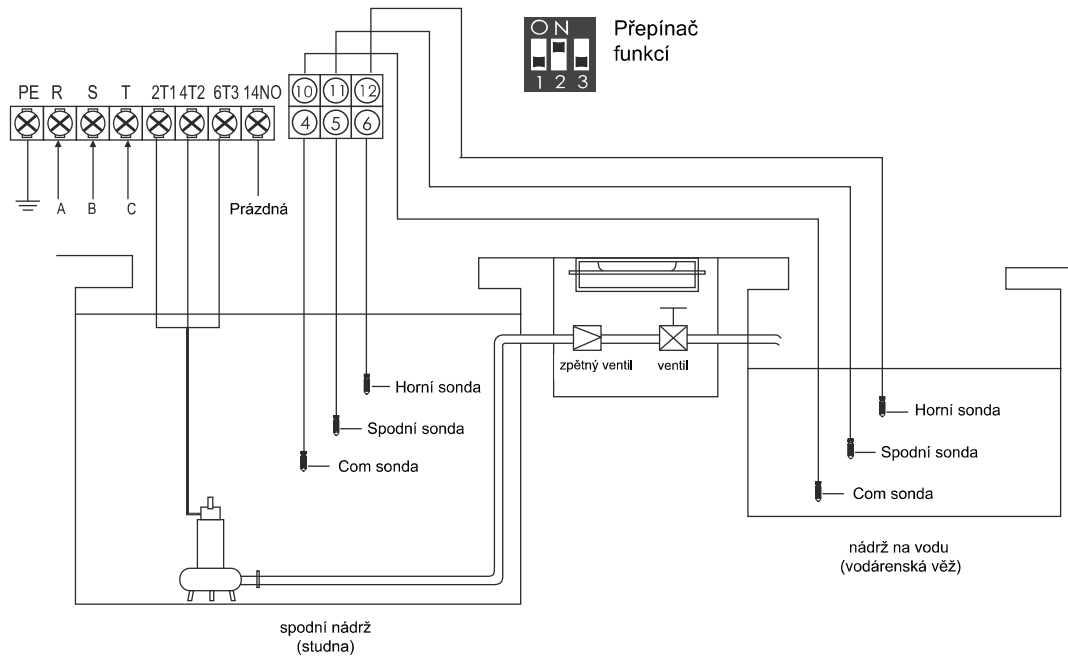 ON
1 2 3
Přepínač
funkcí
PE R S T 2T1 4T2 6T3 14NO
10 11 12
4 5 6
A B C Prázdná
zpětný ventil
ventil
Horní sonda
Spodní sonda
Com sonda
Horní sonda
Spodní sonda
Com sonda
nádrž na vodu
(vodárenská věž)
spodní nádrž
(studna)